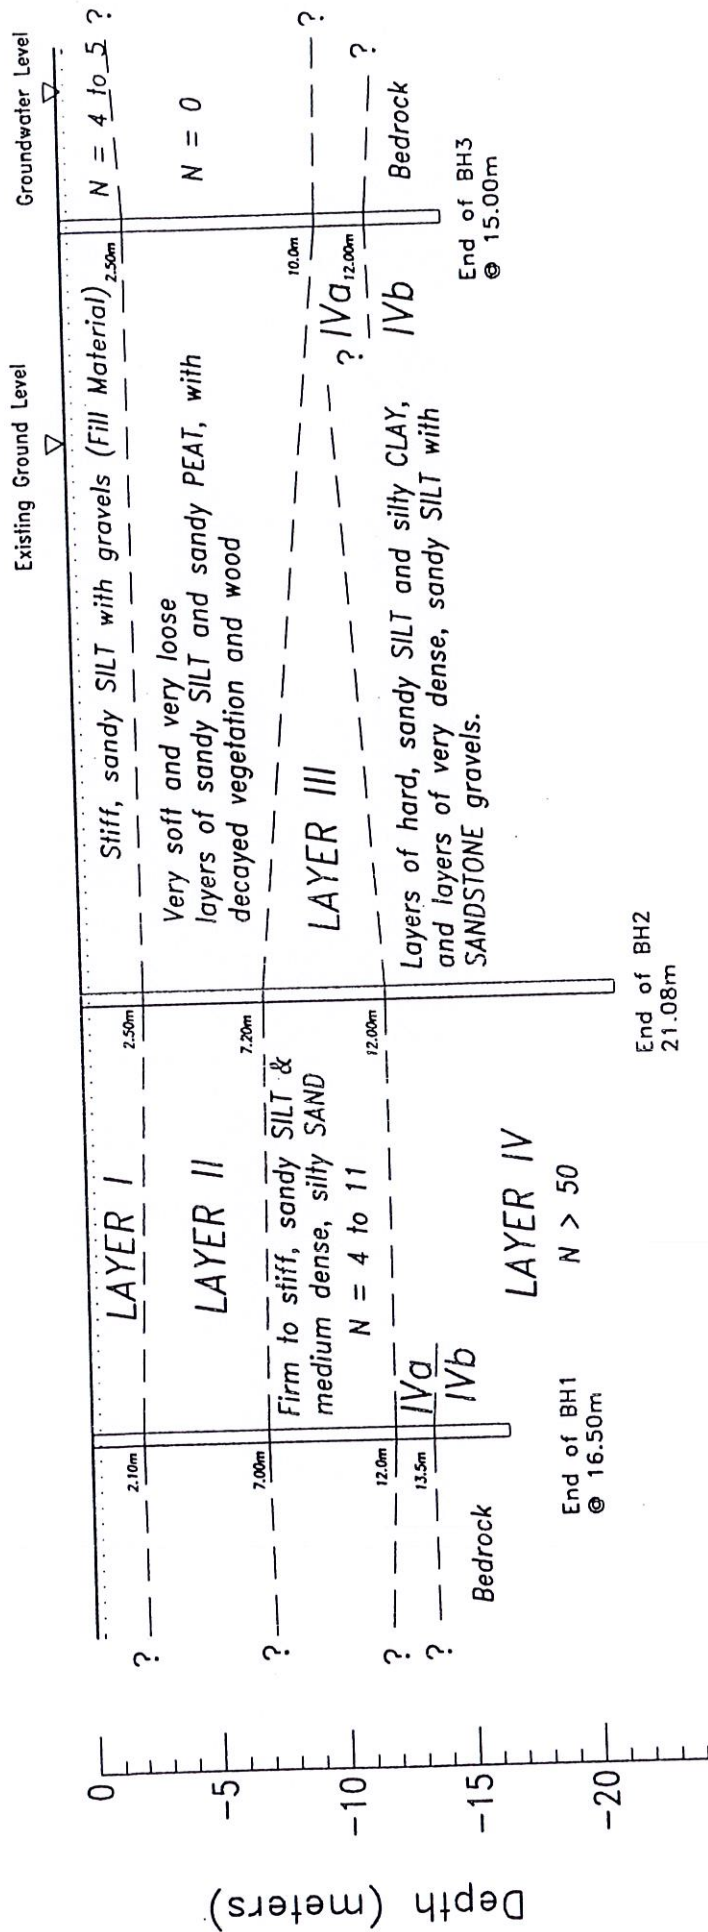 Existing Ground Level
Groundwater Level
LAYER I
Stiff, sandy SILT with gravels (Fill Material)
N = 4 to 5 ?
2.10m
2.50m
2.50m
?
LAYER II
Very soft and very loose
layers of sandy SILT and sandy PEAT, with
decayed vegetation and wood
N = 0
7.00m
7.20m
10.0m
?
?
Firm to stiff, sandy SILT &
medium dense, silty SAND
N = 4 to 11
LAYER III
12.0m
12.00m
12.00m
13.5m
?
?
?
?
IVa
IVb
IVa
IVb
Bedrock
Bedrock
Layers of hard, sandy SILT and silty CLAY,
and layers of very dense, sandy SILT with
SANDSTONE gravels.
LAYER IV
N > 50
End of BH1
@ 16.50m
End of BH2
21.08m
End of BH3
@ 15.00m
0
-5
-10
-15
-20
Depth (meters)